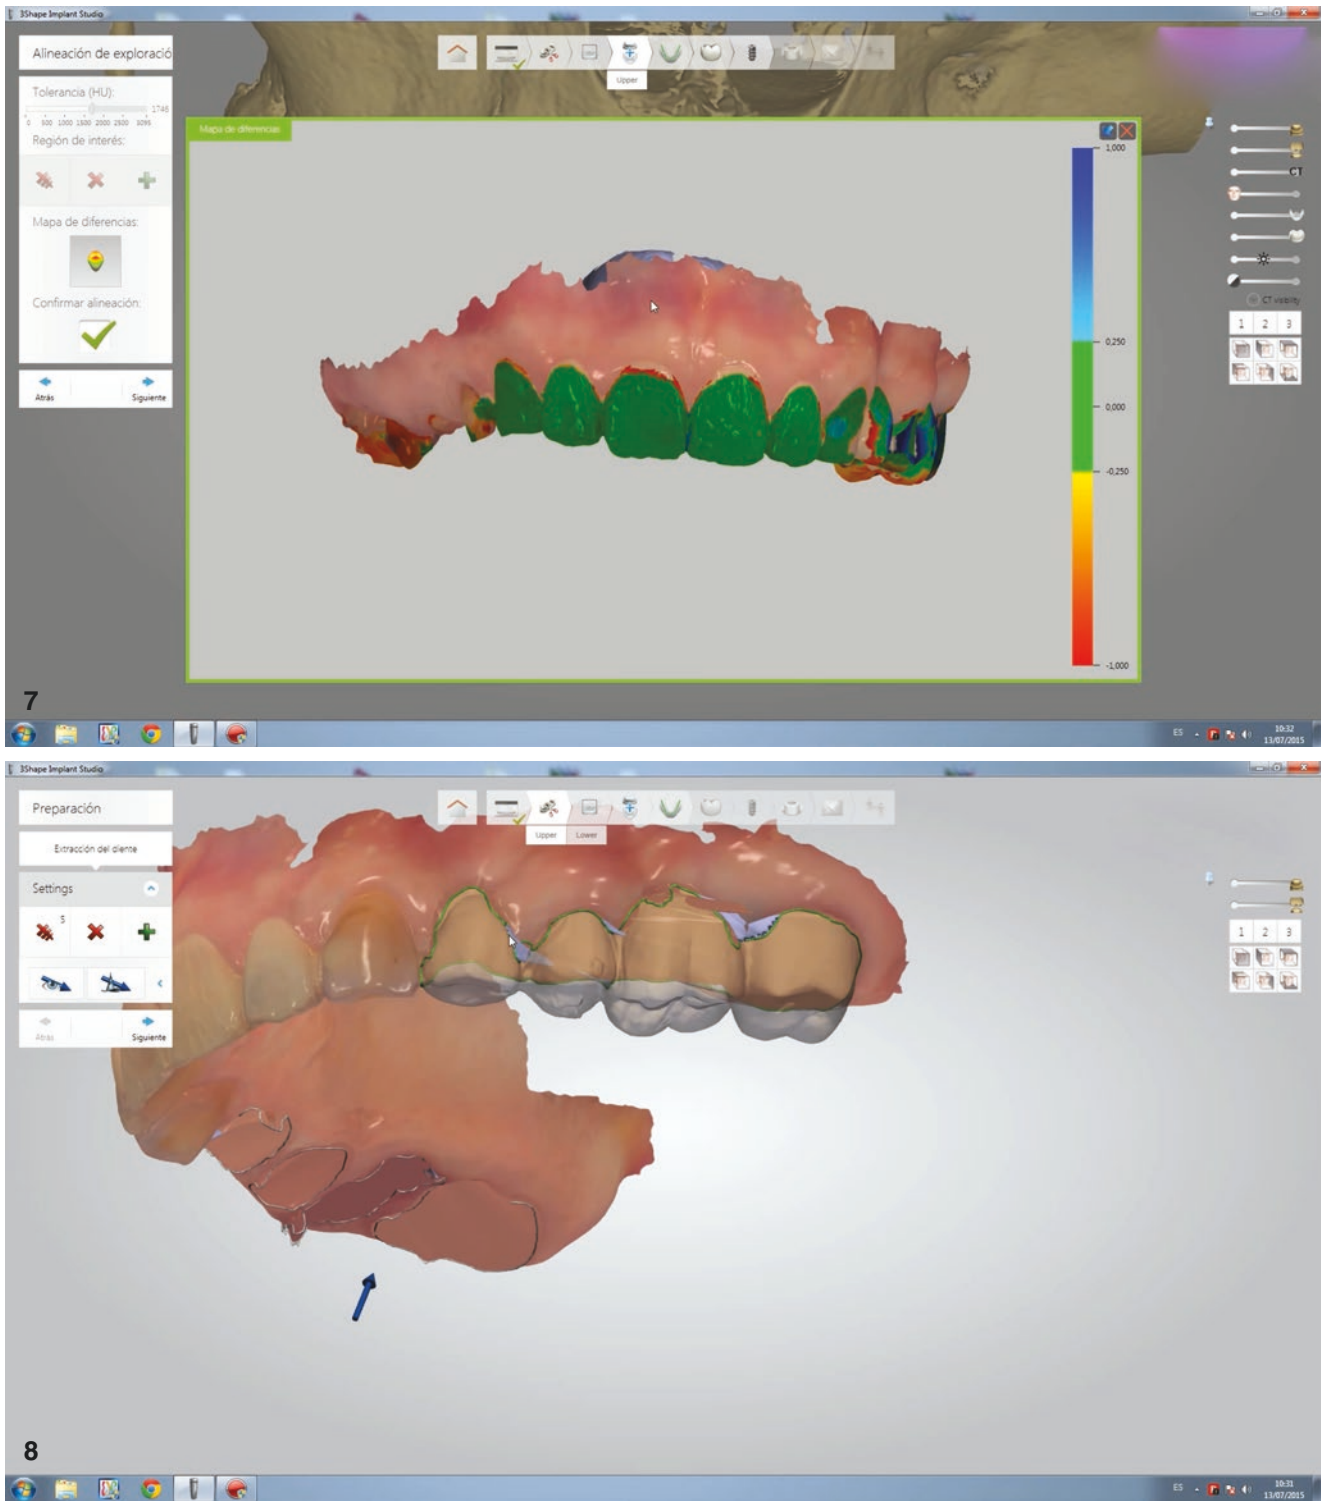 3Shape Implant Studio
Alineación de exploració
Upper
Tolerancia (HU):
1746
0 500 1000 1500 2000 2500 3095
Región de interés:
Mapa de diferencias:
Confirmar alineación:
Atrás Siguiente
Mapa de diferencias
1,000
0,250
0,000
-0,250
-1,000
CT
CT visibility
1 2 3
7
ES
10:32
13/07/2015
3Shape Implant Studio
Preparación
Upper Lower
Extracción del diente
Settings
5
Atrás Siguiente
1 2 3
8
ES
10:31
13/07/2015